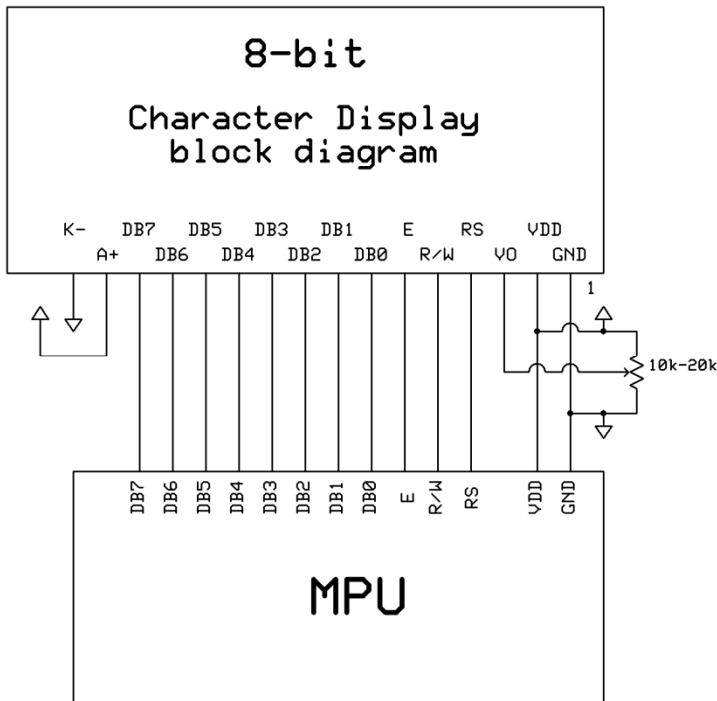 8-bit
Character Display
block diagram
K- DB7 DB5 DB3 DB1 E RS VDD
A+ DB6 DB4 DB2 DB0 R/W VO GND
1
10k-20k
DB7 DB6 DB5 DB4 DB3 DB2 DB1 DB0 E R/W RS VDD GND
MPU